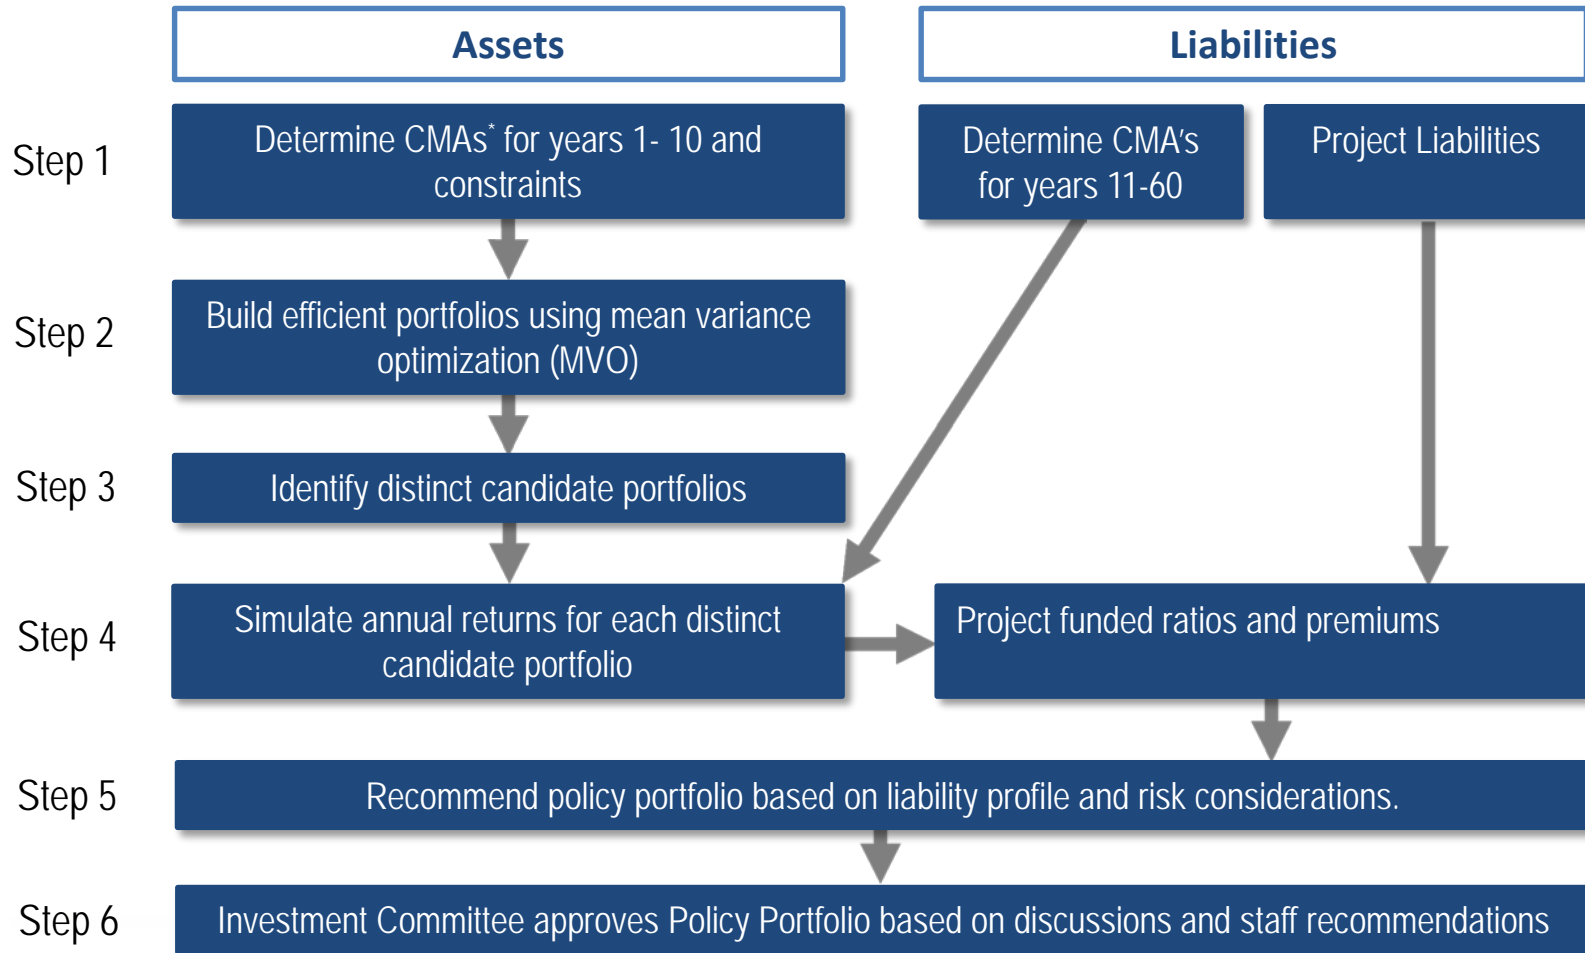 Assets
Liabilities
Step 1
Determine CMAs* for years 1- 10 and
constraints
Determine CMA's
for years 11-60
Project Liabilities
Step 2
Build efficient portfolios using mean variance
optimization (MVO)
Step 3
Identify distinct candidate portfolios
Step 4
Simulate annual returns for each distinct
candidate portfolio
Project funded ratios and premiums
Step 5
Recommend policy portfolio based on liability profile and risk considerations.
Step 6
Investment Committee approves Policy Portfolio based on discussions and staff recommendations